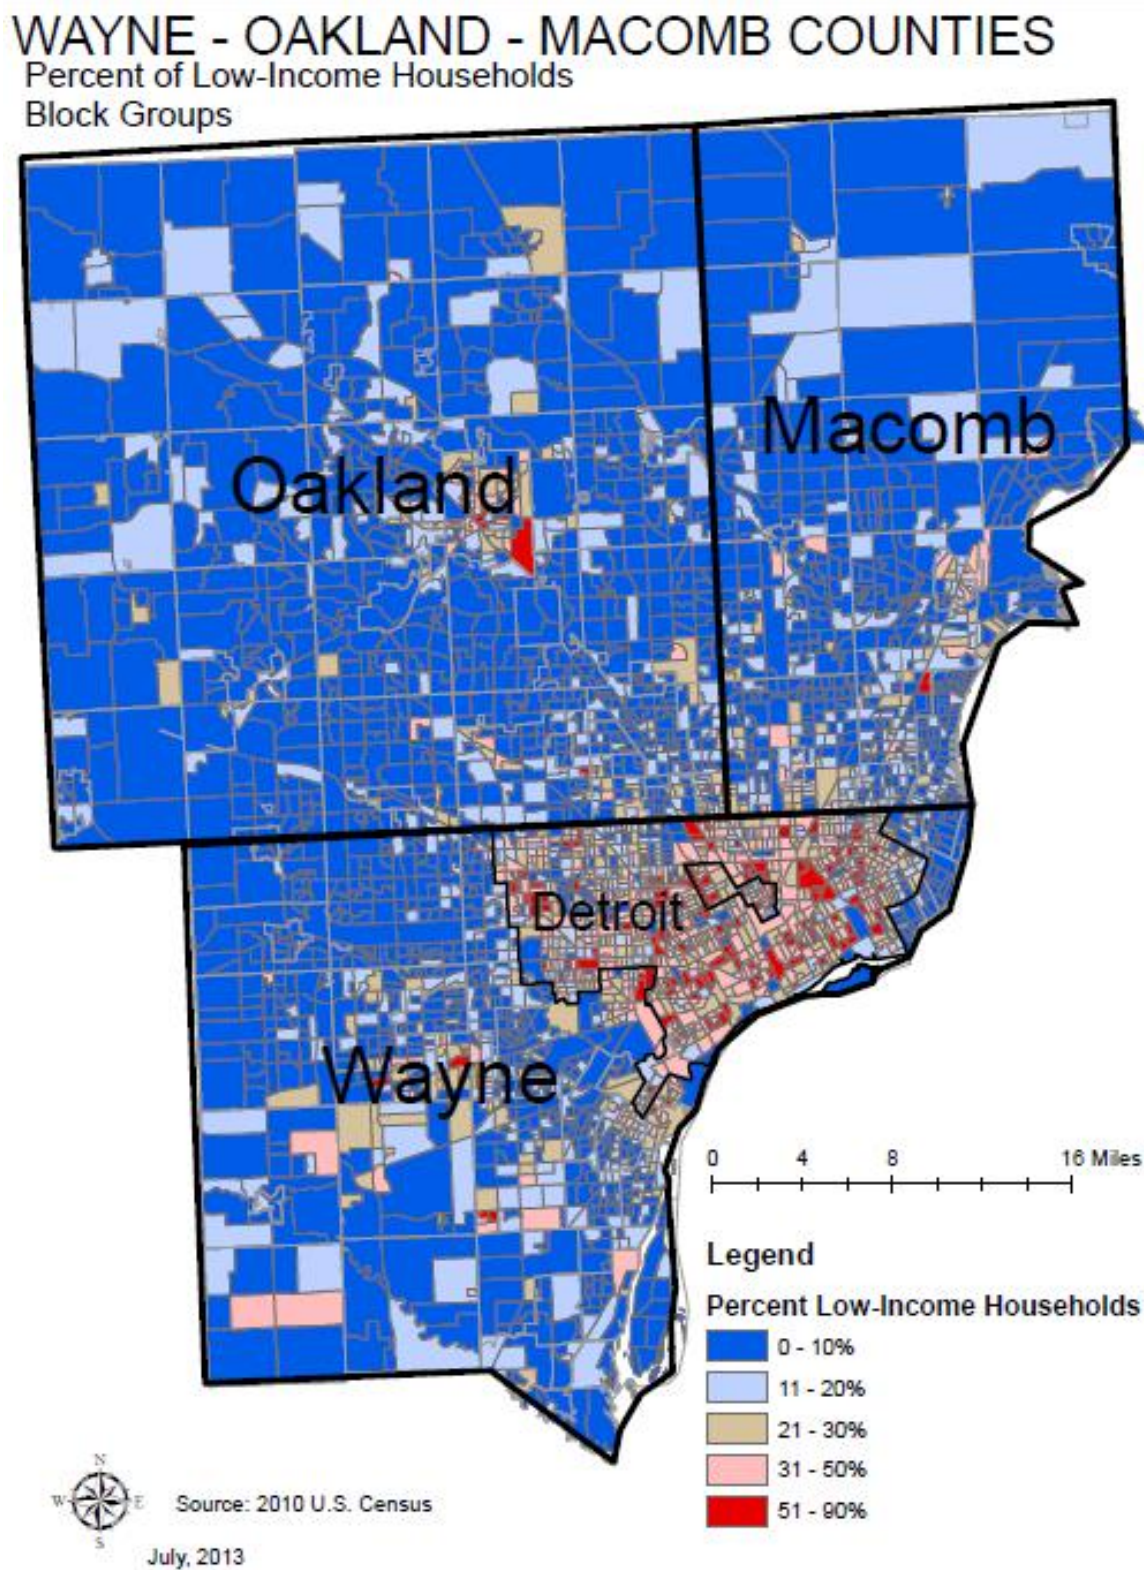 WAYNE - OAKLAND - MACOMB COUNTIES
Percent of Low-Income Households
Block Groups
Macomb
Oakland
Detroit
Wayne
0 4 8 16 Miles
Legend
Percent Low-Income Households
0 - 10%
11 - 20%
21 - 30%
31 - 50%
51 - 90%
N
W E
S
Source: 2010 U.S. Census
July, 2013